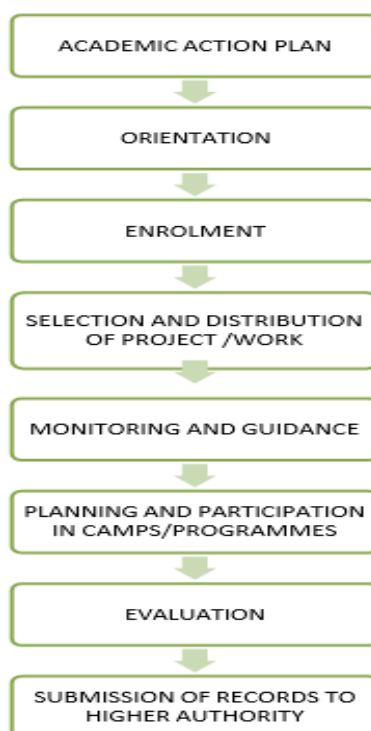 ACADEMIC ACTION PLAN
ORIENTATION
ENROLMENT
SELECTION AND DISTRIBUTION
OF PROJECT /WORK
MONITORING AND GUIDANCE
PLANNING AND PARTICIPATION
IN CAMPS/PROGRAMMES
EVALUATION
SUBMISSION OF RECORDS TO
HIGHER AUTHORITY